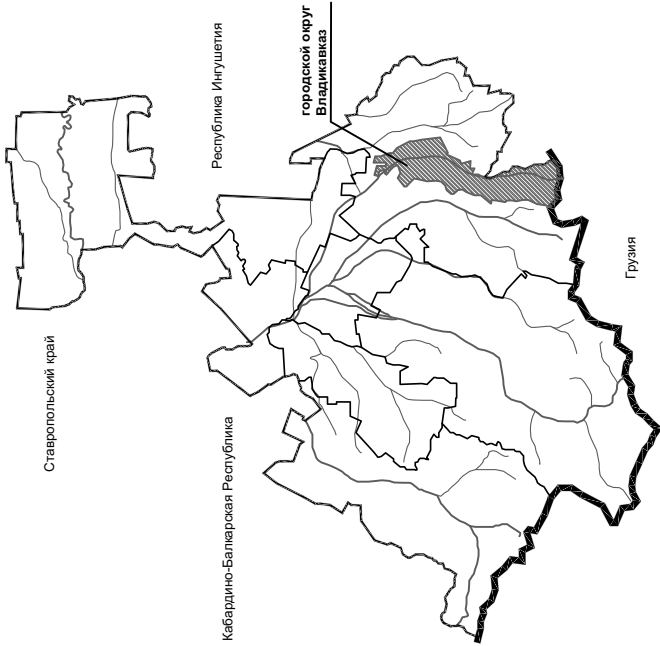 Ставропольский край
Кабардино-Балкарская Республика
Республика Ингушетия
городской округ
Владикавказ
Грузия